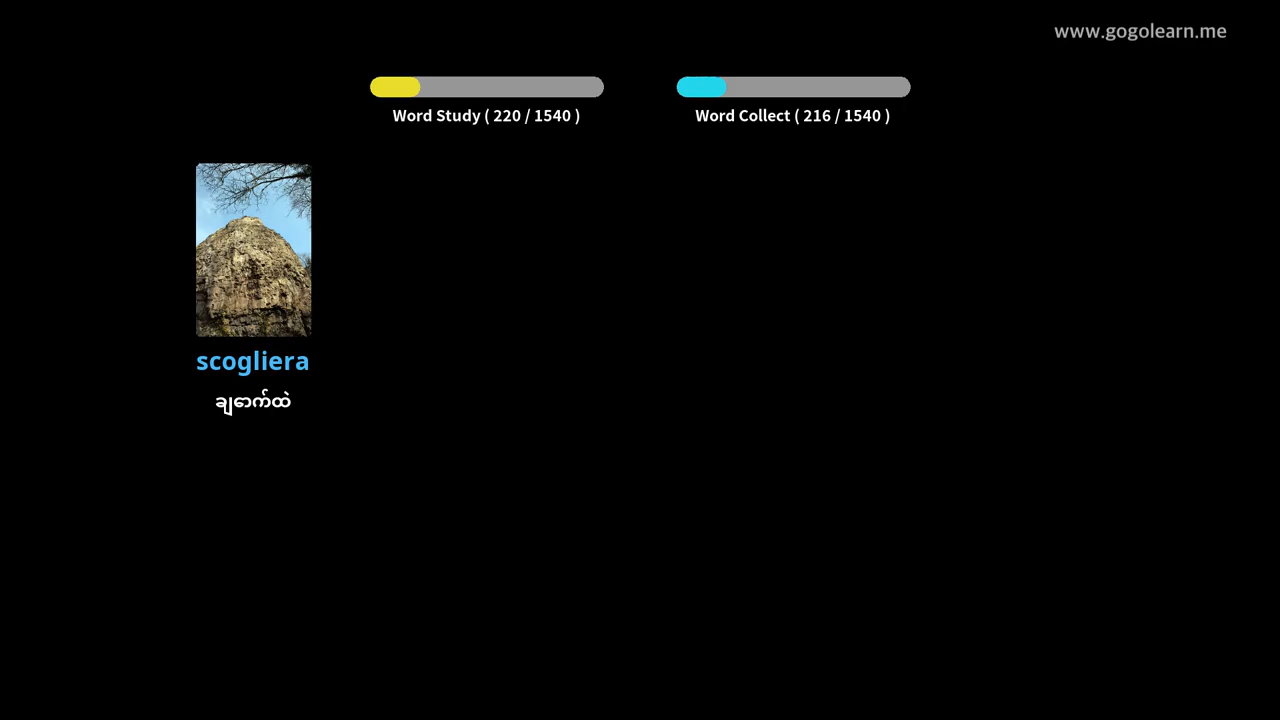 www.gogolearn.me
Word Study ( 220 / 1540 )
Word Collect ( 216 / 1540 )
scogliera
ချောက်ထဲ